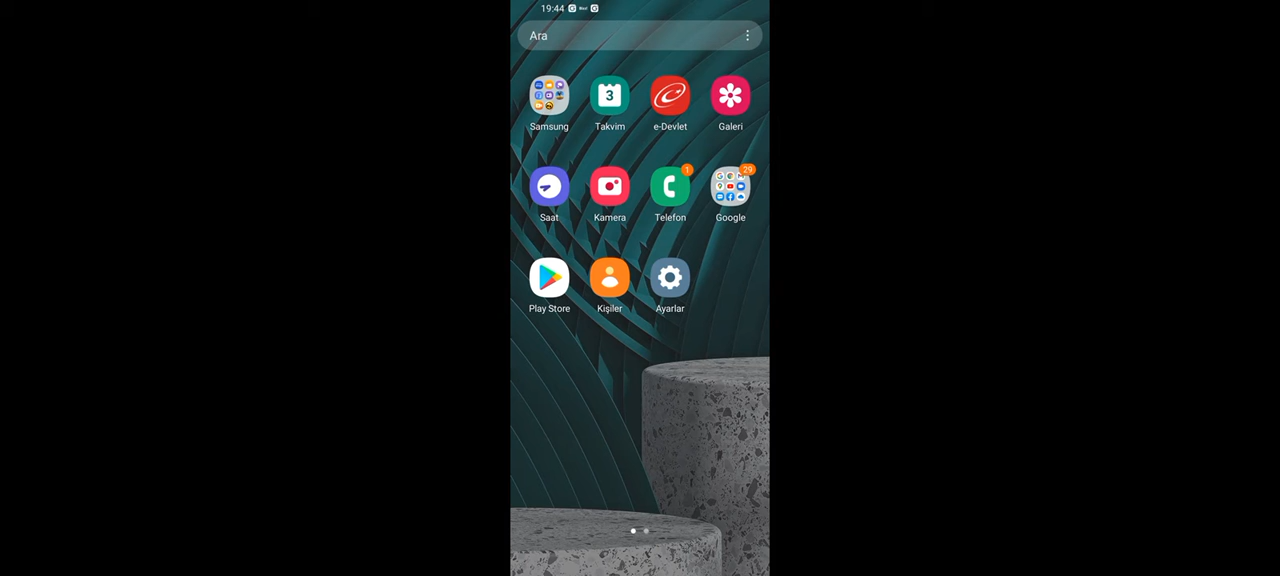 19:44
Ara
3
Samsung Takvim e-Devlet Galeri
1 29
Saat Kamera Telefon Google
Play Store Kişiler Ayarlar